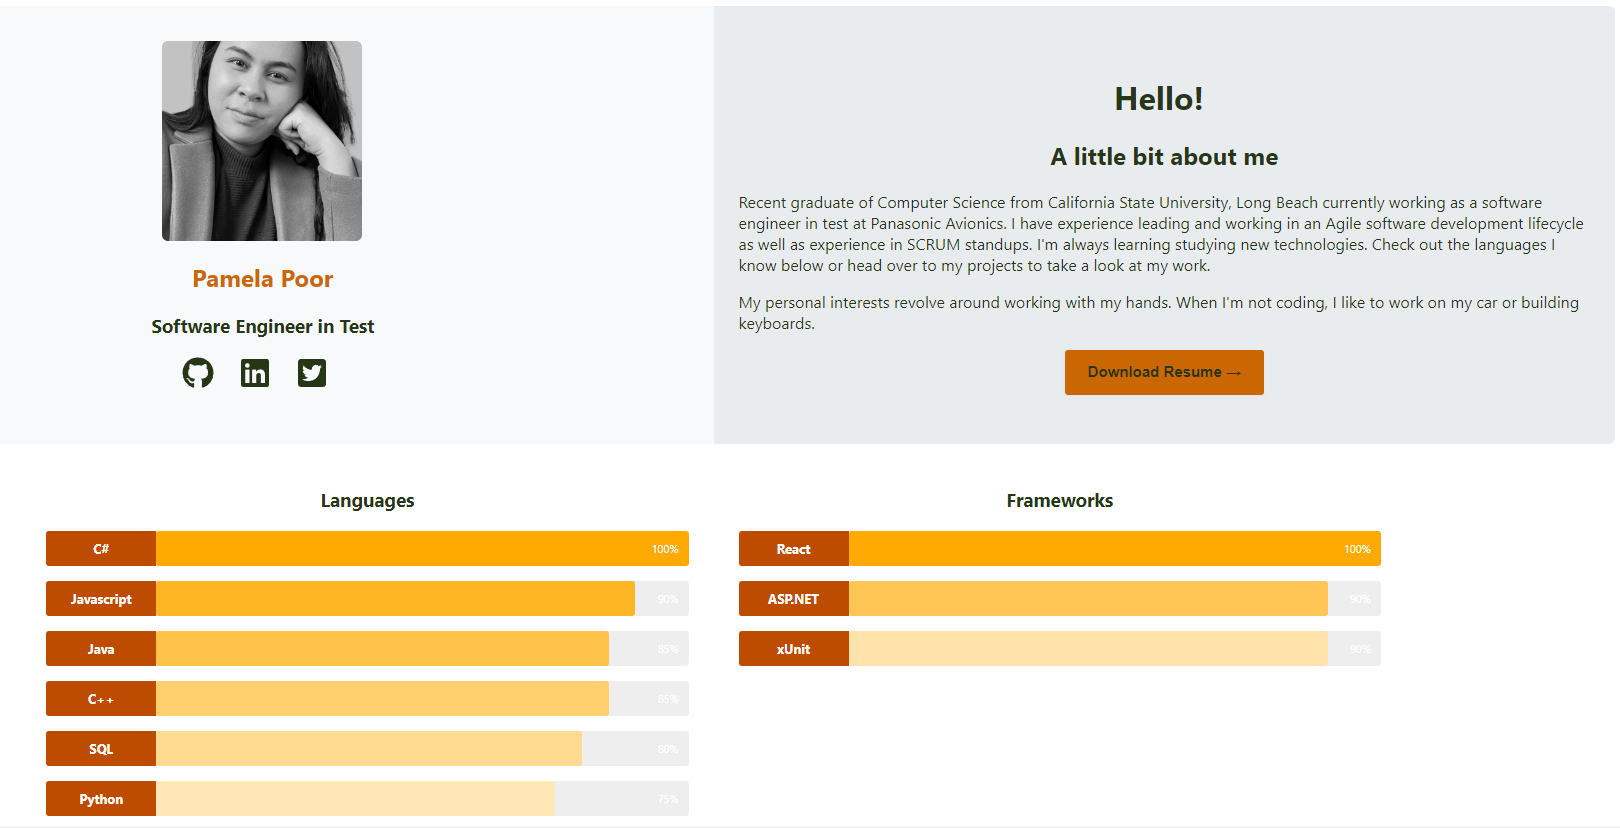 Pamela Poor
Software Engineer in Test
in
Hello!
A little bit about me
Recent graduate of Computer Science from California State University, Long Beach currently working as a software
engineer in test at Panasonic Avionics. I have experience leading and working in an Agile software development lifecycle
as well as experience in SCRUM standups. I'm always learning studying new technologies. Check out the languages I
know below or head over to my projects to take a look at my work.
My personal interests revolve around working with my hands. When I'm not coding, I like to work on my car or building
keyboards.
Download Resume →
Languages
C# 100%
Javascript 90%
Java 85%
C++ 85%
SQL 80%
Python 75%
Frameworks
React 100%
ASP.NET 90%
xUnit 90%